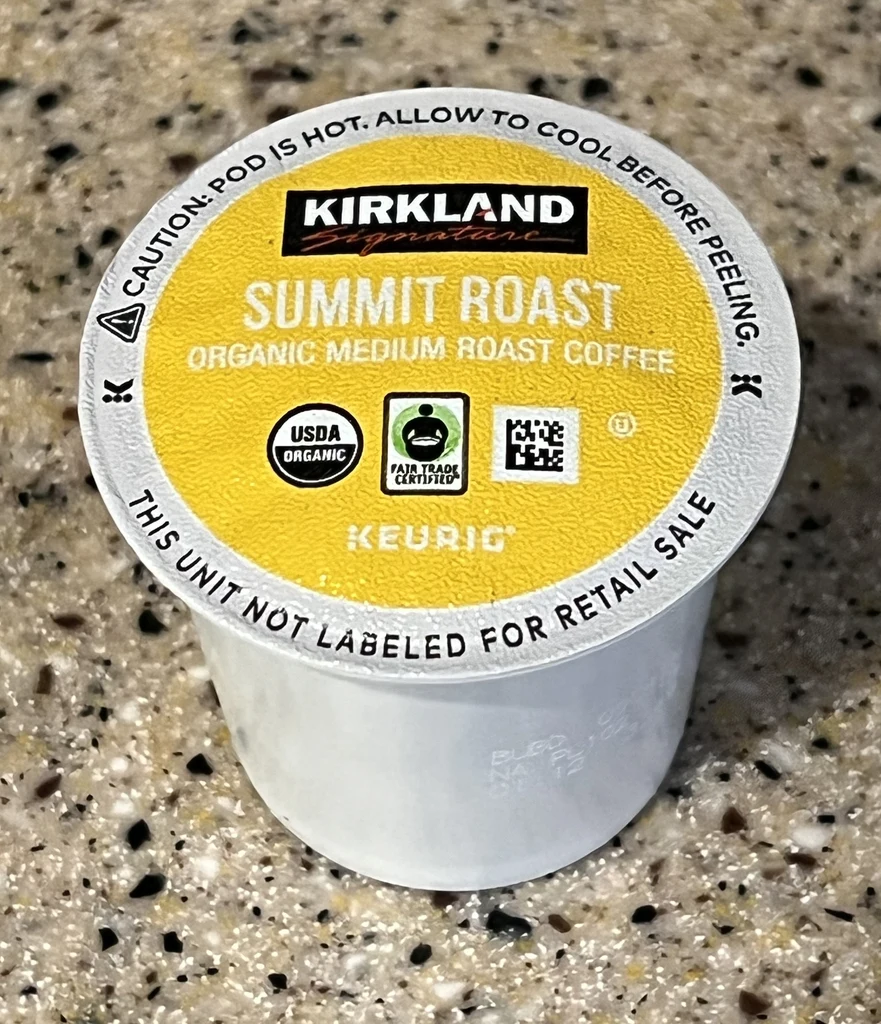 CAUTION: POD IS HOT. ALLOW TO COOL BEFORE PEELING.
KIRKLAND
Signature
SUMMIT ROAST
ORGANIC MEDIUM ROAST COFFEE
USDA
ORGANIC
FAIR TRADE
CERTIFIED
U
KEURIG
THIS UNIT NOT LABELED FOR RETAIL SALE